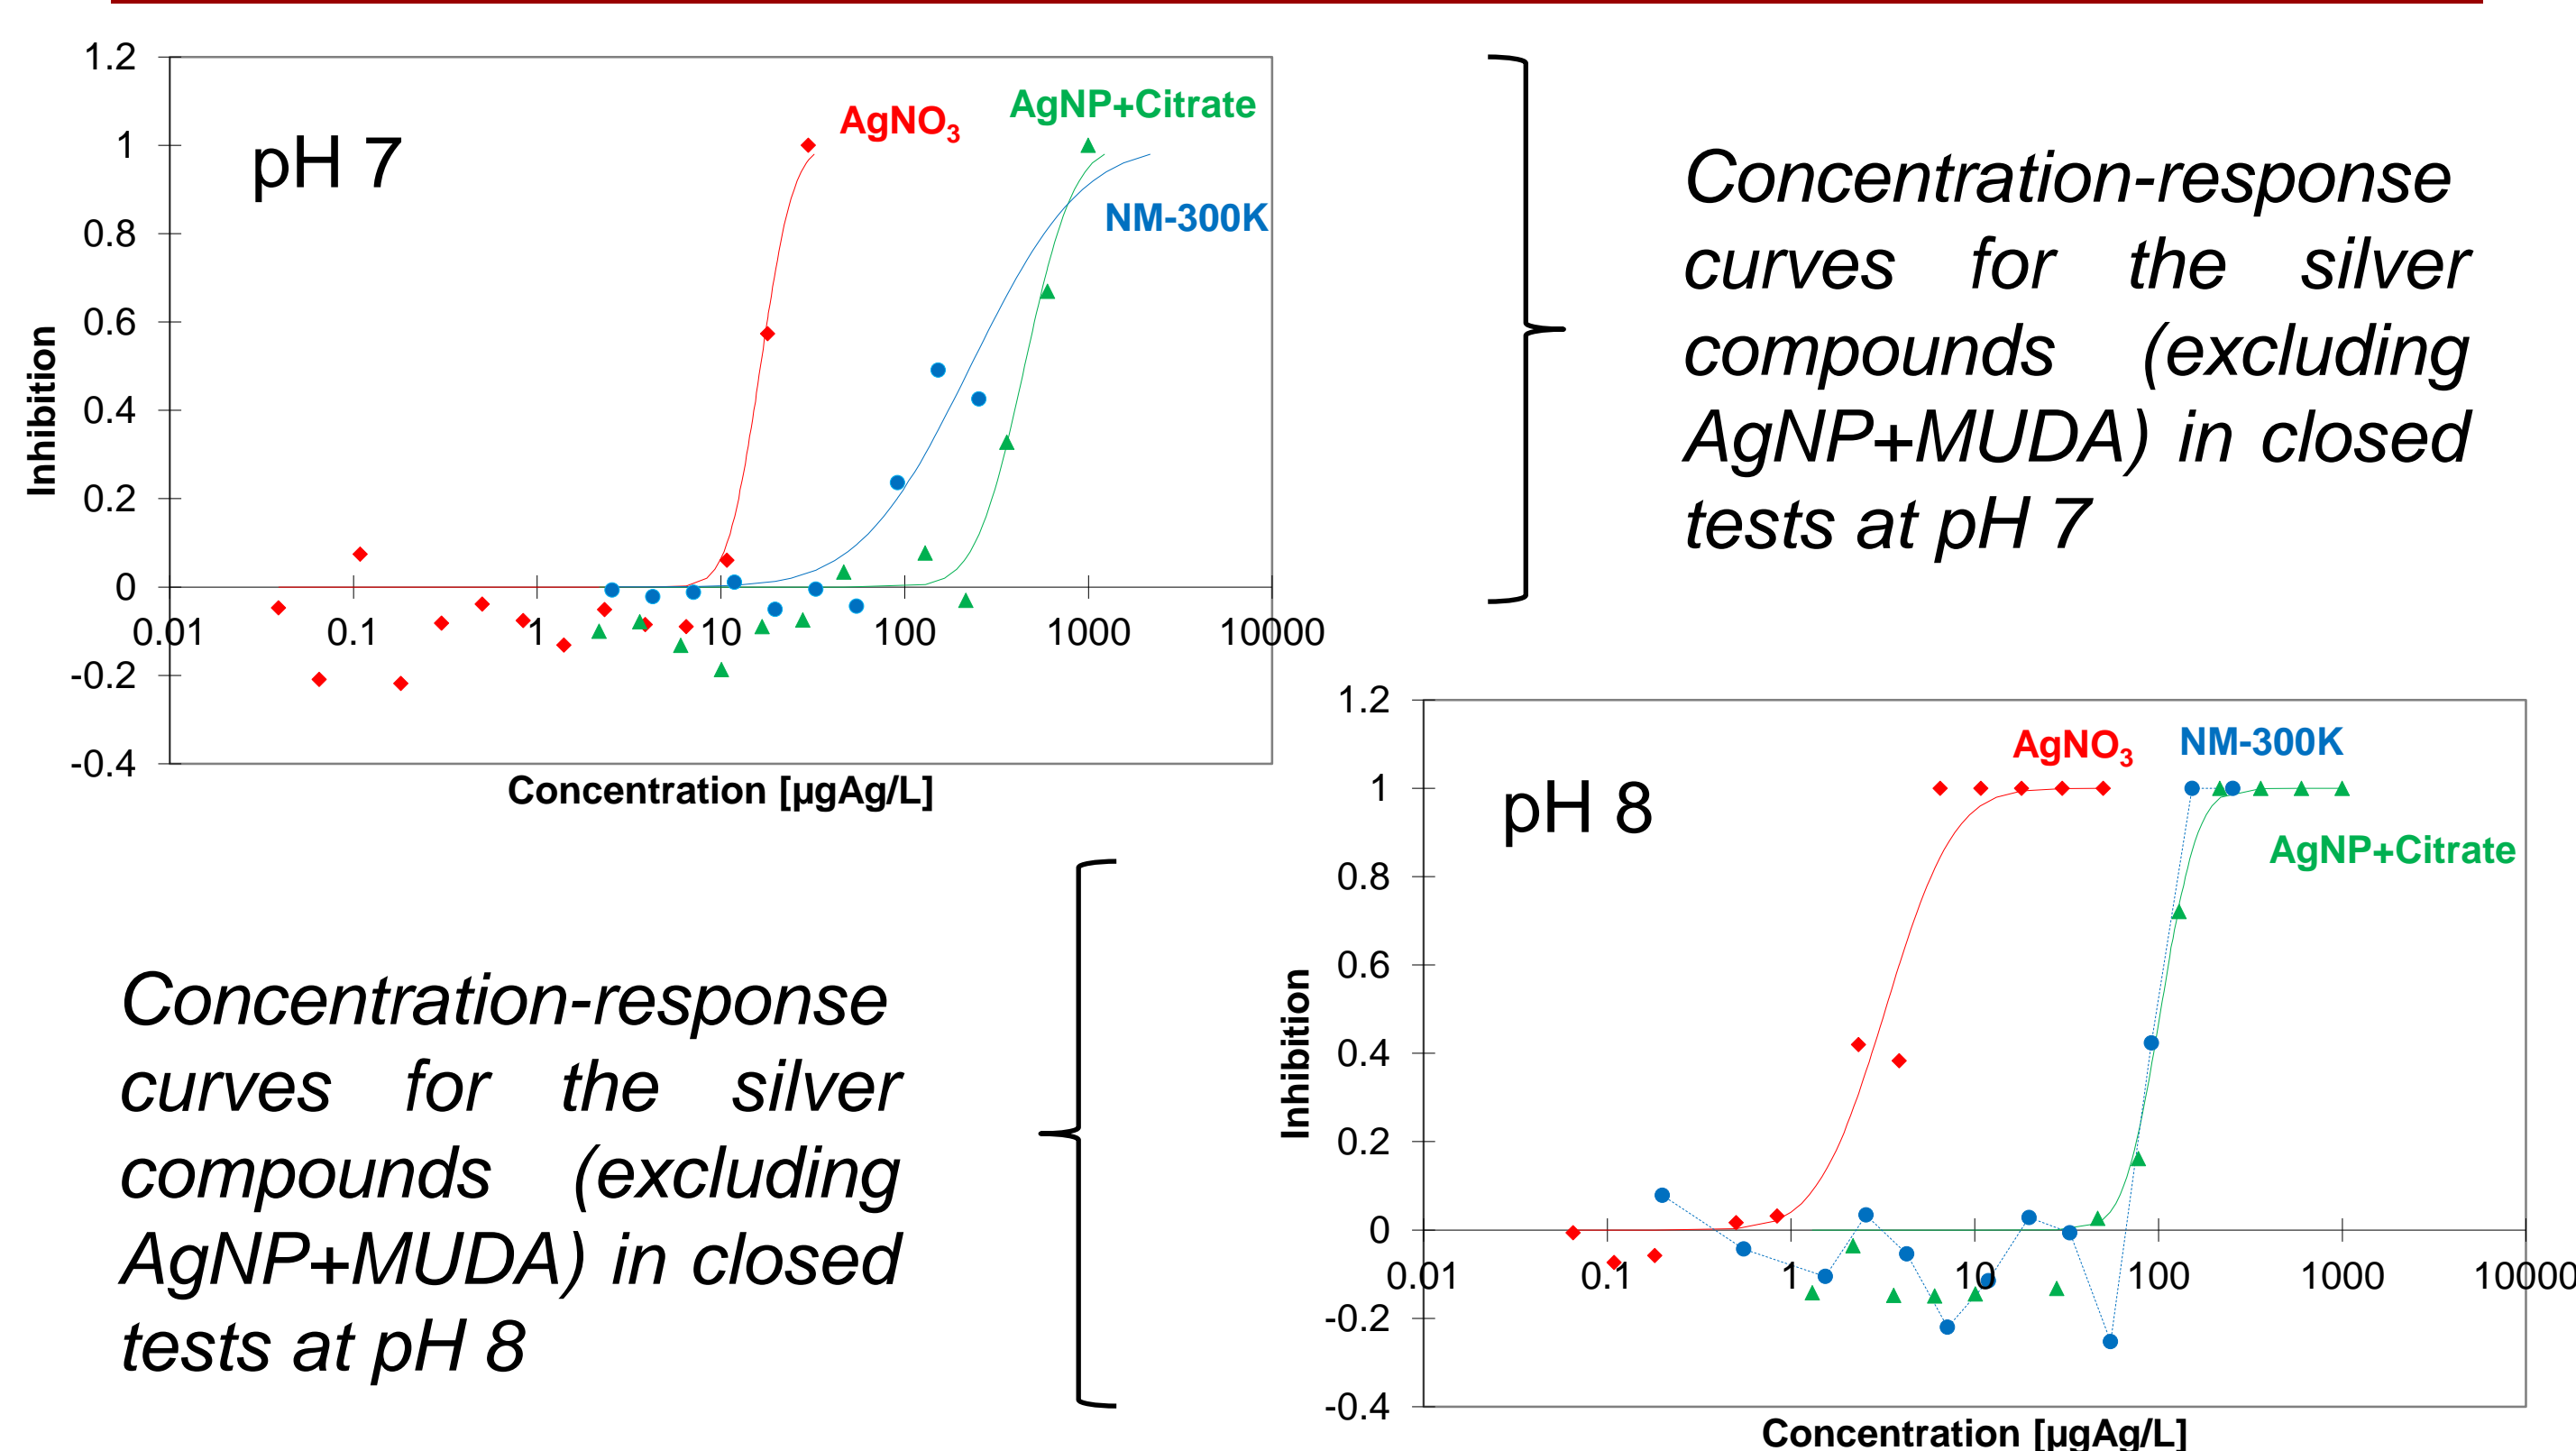 1.2
1
0.8
0.6
0.4
0.2
0
-0.2
-0.4
0.01 0.1 1 10 100 1000 10000
Inhibition
Concentration [µgAg/L]
pH 7
AgNO₃
AgNP+Citrate
NM-300K
Concentration-response
curves for the silver
compounds (excluding
AgNP+MUDA) in closed
tests at pH 7
Concentration-response
curves for the silver
compounds (excluding
AgNP+MUDA) in closed
tests at pH 8
1.2
1
0.8
0.6
0.4
0.2
0
-0.2
-0.4
0.01 0.1 1 10 100 1000 10000
Inhibition
Concentration [µgAg/L]
pH 8
AgNO₃
NM-300K
AgNP+Citrate